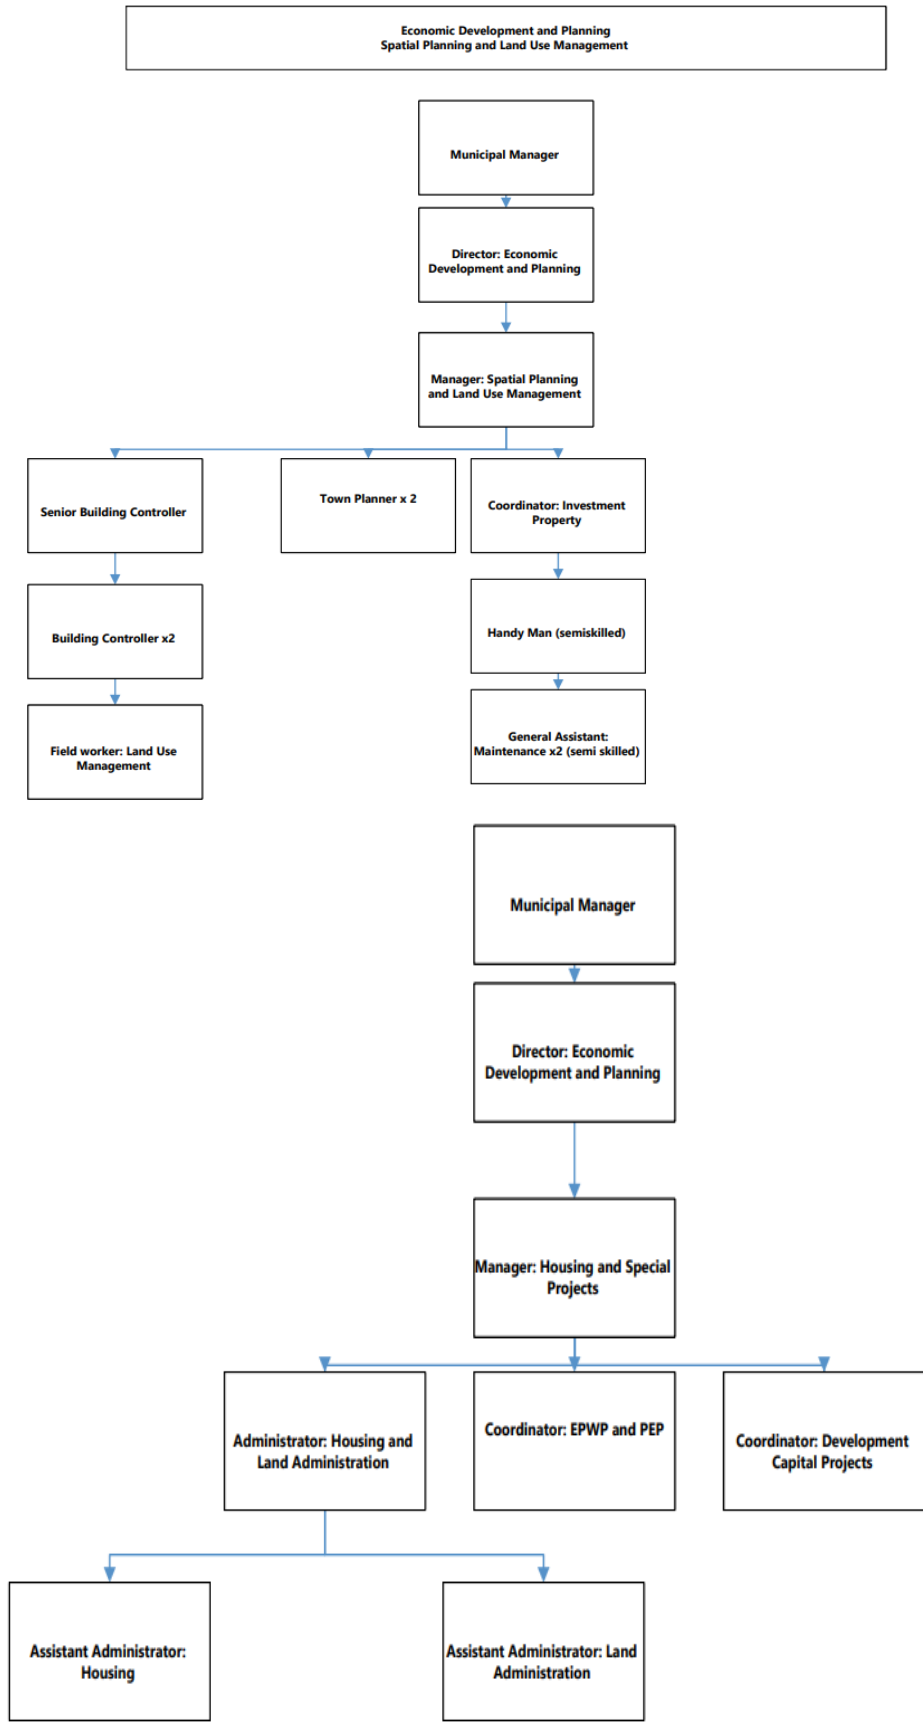 Economic Development and Planning
Spatial Planning and Land Use Management
Municipal Manager
Director: Economic
Development and Planning
Manager: Spatial Planning
and Land Use Management
Senior Building Controller
Town Planner x 2
Coordinator: Investment
Property
Building Controller x2
Handy Man (semiskilled)
Field worker: Land Use
Management
General Assistant:
Maintenance x2 (semi skilled)
Municipal Manager
Director: Economic
Development and Planning
Manager: Housing and Special
Projects
Administrator: Housing and
Land Administration
Coordinator: EPWP and PEP
Coordinator: Development
Capital Projects
Assistant Administrator:
Housing
Assistant Administrator: Land
Administration